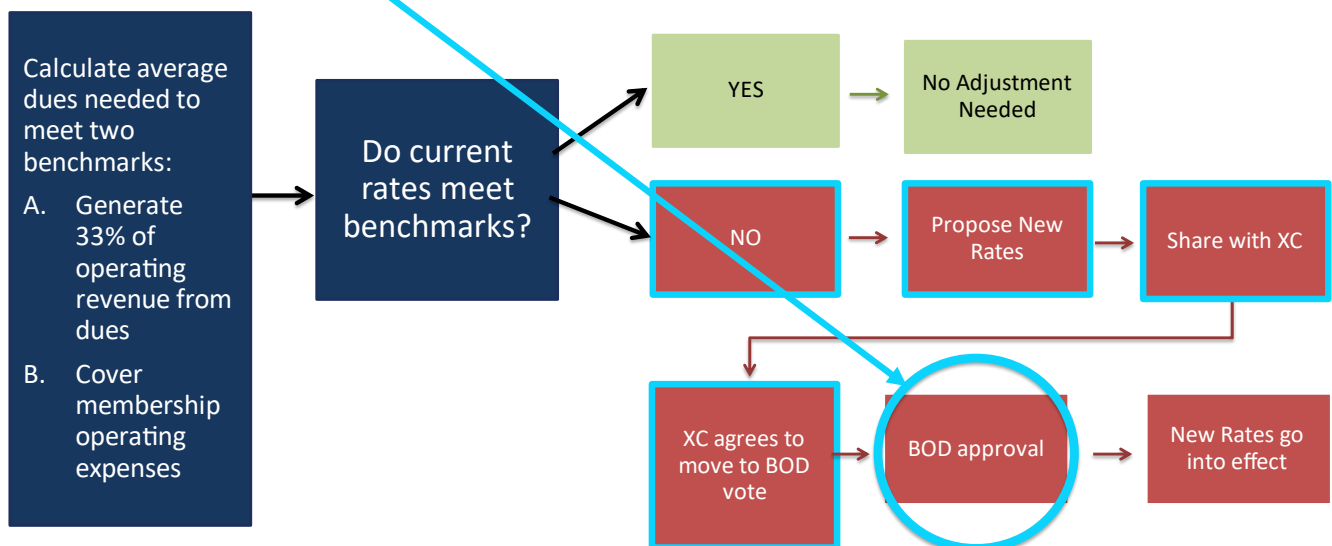 Calculate average
dues needed to
meet two
benchmarks:
A. Generate
33% of
operating
revenue from
dues
B. Cover
membership
operating
expenses
Do current
rates meet
benchmarks?
YES
No Adjustment
Needed
NO
Propose New
Rates
Share with XC
XC agrees to
move to BOD
vote
BOD approval
New Rates go
into effect